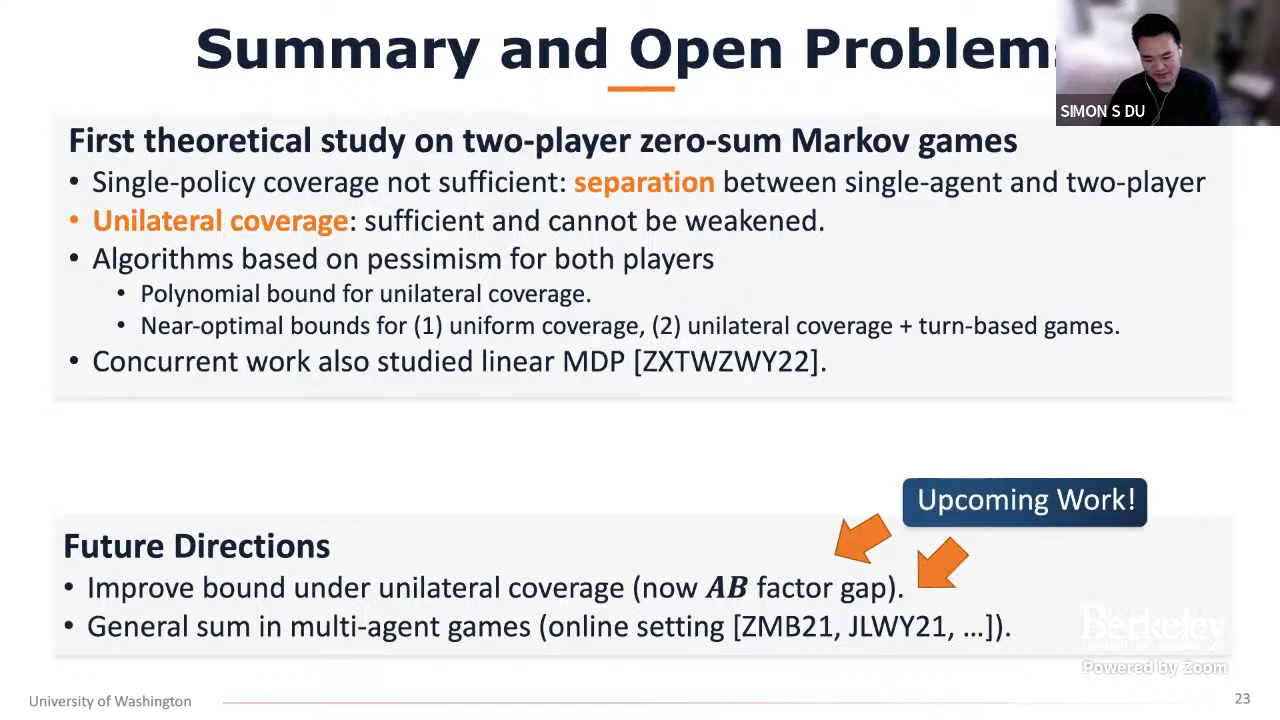 Summary and Open Problems
SIMON S DU
First theoretical study on two-player zero-sum Markov games
• Single-policy coverage not sufficient: separation between single-agent and two-player
• Unilateral coverage: sufficient and cannot be weakened.
• Algorithms based on pessimism for both players
• Polynomial bound for unilateral coverage.
• Near-optimal bounds for (1) uniform coverage, (2) unilateral coverage + turn-based games.
• Concurrent work also studied linear MDP [ZXTWZWY22].
Upcoming Work!
Future Directions
• Improve bound under unilateral coverage (now AB factor gap).
• General sum in multi-agent games (online setting [ZMB21, JLWY21, …]).
Berkeley
Powered by Zoom
University of Washington
23